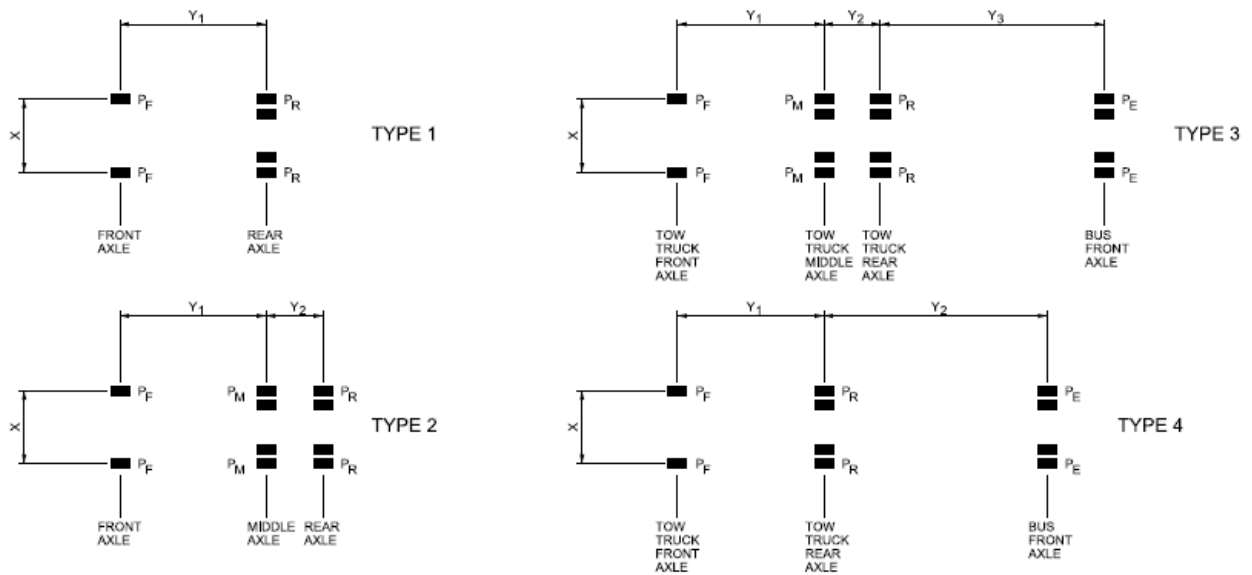 Y1
X
PF
PR
PF
PR
TYPE 1
FRONT
AXLE
REAR
AXLE
Y1
Y2
Y3
X
PF
PM
PR
PE
PF
PM
PR
PE
TYPE 3
TOW
TRUCK
FRONT
AXLE
TOW
TRUCK
MIDDLE
AXLE
TOW
TRUCK
REAR
AXLE
BUS
FRONT
AXLE
Y1
Y2
X
PF
PM
PR
PF
PM
PR
TYPE 2
FRONT
AXLE
MIDDLE
AXLE
REAR
AXLE
Y1
Y2
X
PF
PR
PE
PF
PR
PE
TYPE 4
TOW
TRUCK
FRONT
AXLE
TOW
TRUCK
REAR
AXLE
BUS
FRONT
AXLE